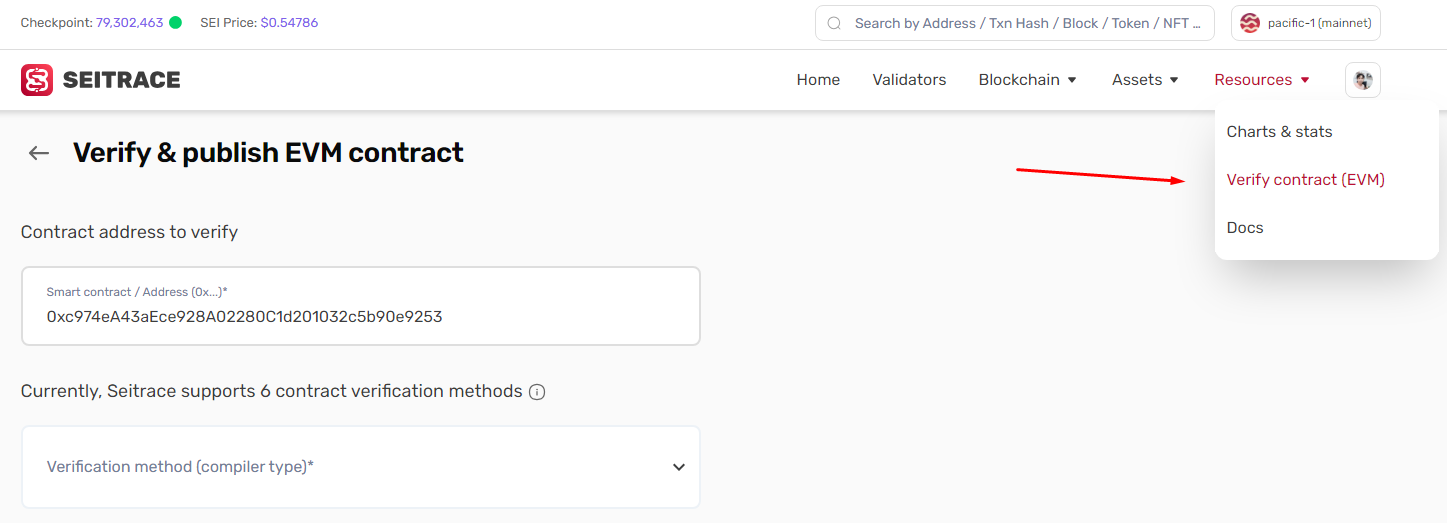 Checkpoint: 79,302,463 SEI Price: $0.54786 Search by Address / Txn Hash / Block / Token / NFT ... pacific-1 (mainnet)
SEITRACE Home Validators Blockchain Assets Resources
Charts & stats
Verify & publish EVM contract
Verify contract (EVM)
Docs
Contract address to verify
Smart contract / Address (0x...)*
0xc974eA43aEce928A02280C1d201032c5b90e9253
Currently, Seitrace supports 6 contract verification methods
Verification method (compiler type)*